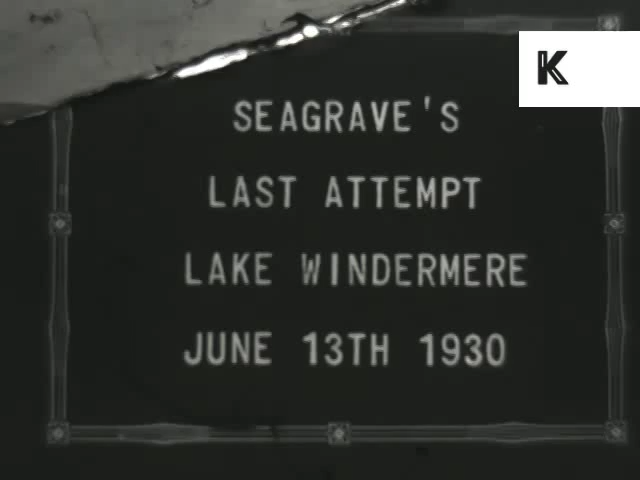 K
SEAGRAVE'S
LAST ATTEMPT
LAKE WINDERMERE
JUNE 13TH 1930